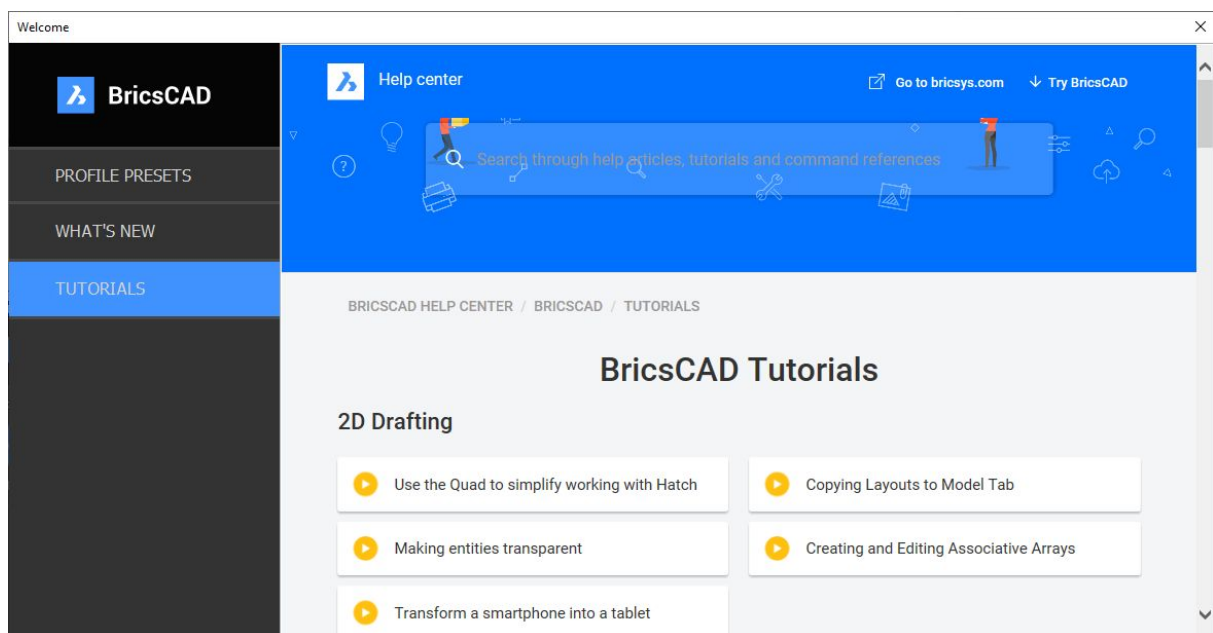 Welcome
BricsCAD
PROFILE PRESETS
WHAT'S NEW
TUTORIALS
Help center
Go to bricsys.com
Try BricsCAD
Search through help articles, tutorials and command references
BRICSCAD HELP CENTER / BRICSCAD / TUTORIALS
BricsCAD Tutorials
2D Drafting
Use the Quad to simplify working with Hatch
Copying Layouts to Model Tab
Making entities transparent
Creating and Editing Associative Arrays
Transform a smartphone into a tablet